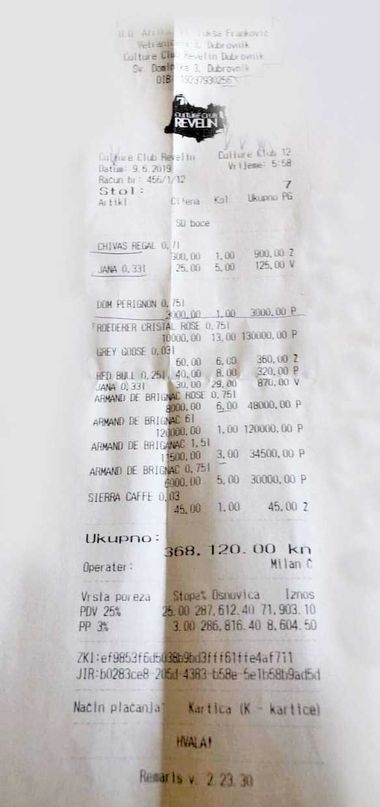 Vl. Luksa Franković
3, Dubrovnik
Culture Club Revelin Dubrovnik
Sv. Dominika 3, Dubrovnik
OIB:
CULTURE CLUB
REVELIN
Culture Club Revelin Culture Club 12
Datum: 9.5.2019 Vrijeme: 5:58
Račun br: 456/1/12
Stol: 7
Artikl Cijena Kol Ukupno PG
SU boce
CHIVAS REGAL 0,7l
900,00 1,00 900,00 Z
JANA 0,33l 25,00 5,00 125,00 V
DOM PERIGNON 0,75l
3000,00 1,00 3000,00 P
ROEDERER CRISTAL ROSE 0,75l
10000,00 13,00 130000,00 P
GREY GOOSE 0,03l
60,00 6,00 360,00 Z
RED BULL 0,25l 40,00 8,00 320,00 P
JANA 0,33l 30,00 29,00 870,00 V
ARMAND DE BRIGNAC ROSE 0,75l
8000,00 6,00 48000,00 P
ARMAND DE BRIGNAC 6l
120000,00 1,00 120000,00 P
ARMAND DE BRIGANAC 1,5l
11500,00 3,00 34500,00 P
ARMAND DE BRIGNAC 0,75l
6000,00 5,00 30000,00 P
SIERRA CAFFE 0,03
45,00 1,00 45,00 Z
Ukupno: 368.120.00 kn
Operater: Milan C
Vrsta poreza Stopa% Osnovica Iznos
PDV 25% 25.00 287,612.40 71,903.10
PP 3% 3.00 286,816.40 8,604.50
ZKI:ef9853f6d5038b9bd3fff61ffe4af711
JIR:b0283ce8-205d-4383-b58e-5e1b58b9ad5d
Način plaćanja: Kartica (K - kartice)
HVALA!
Remaris v. 2.23.30